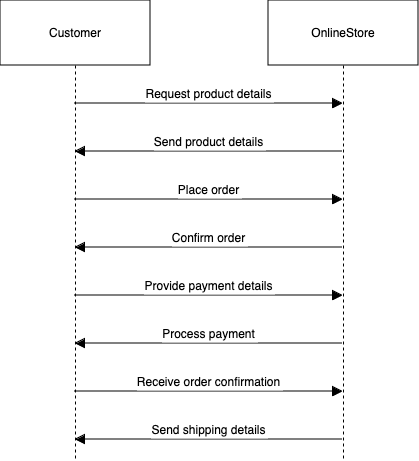 Customer
OnlineStore
Request product details
Send product details
Place order
Confirm order
Provide payment details
Process payment
Receive order confirmation
Send shipping details